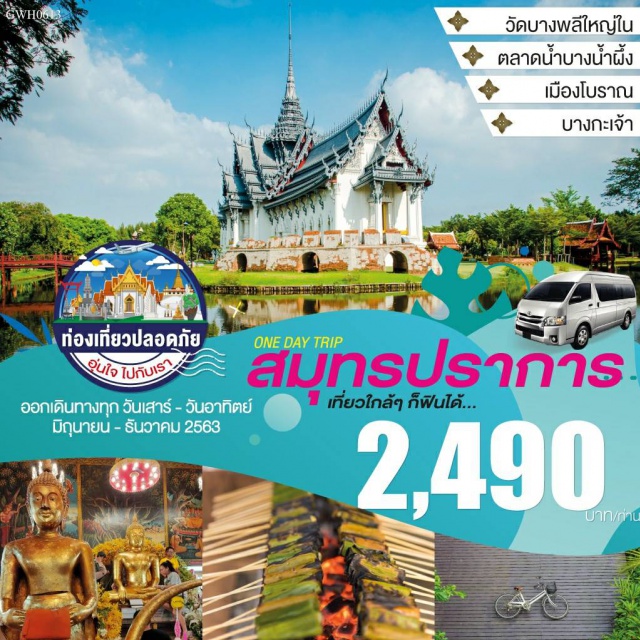 GWH0613
วัดบางพลีใหญ่ใน
ตลาดน้ำบางน้ำผึ้ง
เมืองโบราณ
บางกะเจ้า
ท่องเที่ยวปลอดภัย
อุ่นใจ ไปกับเรา
ONE DAY TRIP
สมุทรปราการ
เที่ยวใกล้ๆ ก็ฟินได้...
ออกเดินทางทุก วันเสาร์ - วันอาทิตย์
มิถุนายน - ธันวาคม 2563
2,490
บาท/ท่าน